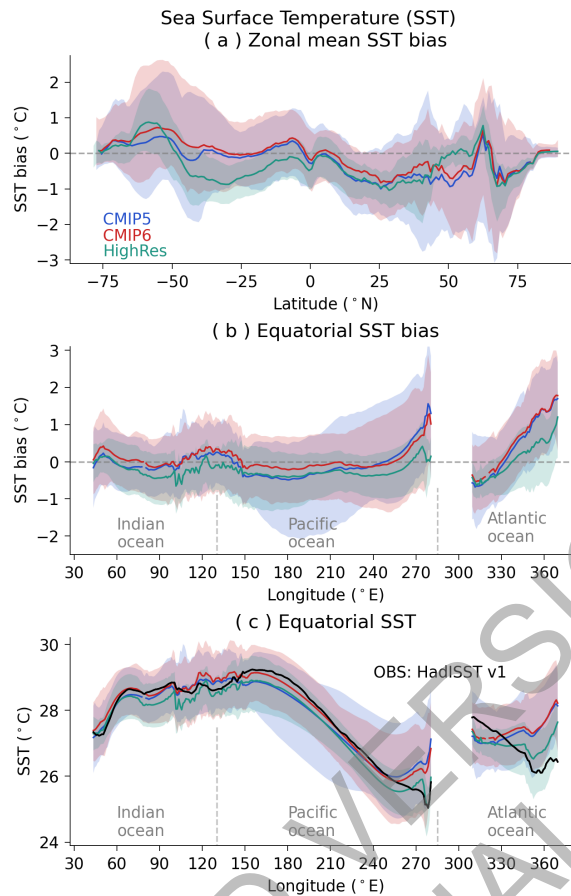 Sea Surface Temperature (SST)
( a ) Zonal mean SST bias
2
1
0
−1
−2
−3
SST bias (°C)
CMIP5
CMIP6
HighRes
−75 −50 −25 0 25 50 75
Latitude (°N)
( b ) Equatorial SST bias
3
2
1
0
−1
−2
SST bias (°C)
Indian
ocean
Pacific
ocean
Atlantic
ocean
30 60 90 120 150 180 210 240 270 300 330 360
Longitude (°E)
( c ) Equatorial SST
30
28
26
24
SST (°C)
OBS: HadISST v1
Indian
ocean
Pacific
ocean
Atlantic
ocean
30 60 90 120 150 180 210 240 270 300 330 360
Longitude (°E)